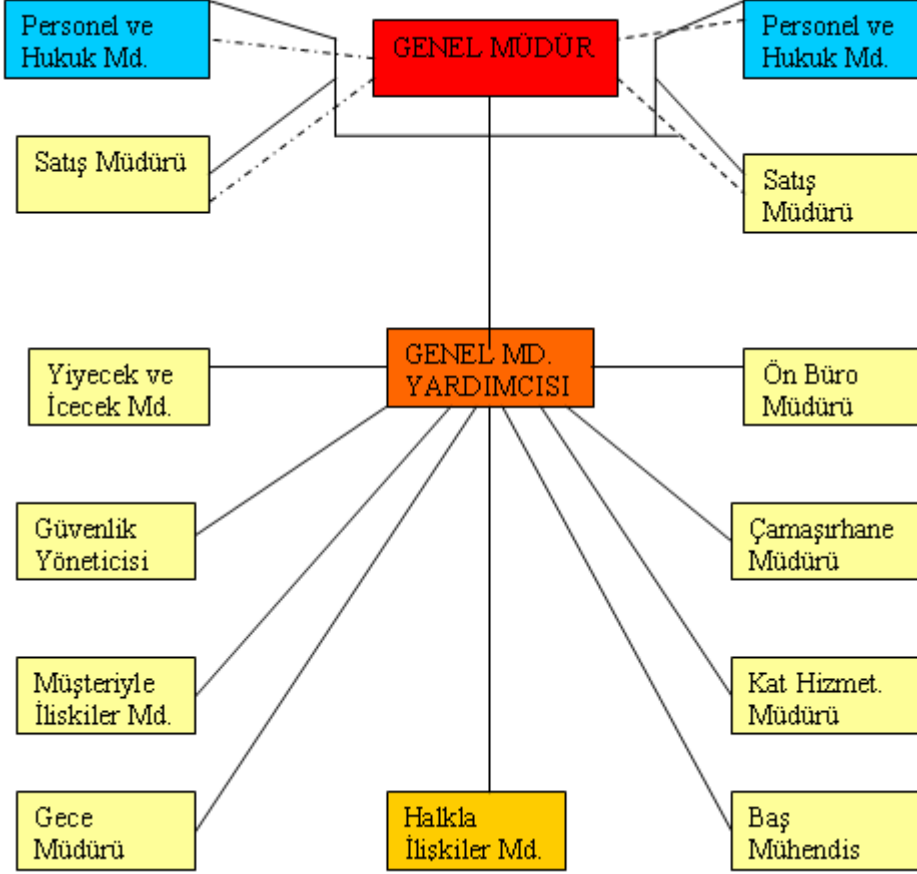 Personel ve
Hukuk Md.
GENEL MÜDÜR
Personel ve
Hukuk Md.
Satış Müdürü
Satış
Müdürü
GENEL MD.
YARDIMCISI
Yiyecek ve
İcecek Md.
Ön Büro
Müdürü
Güvenlik
Yöneticisi
Çamaşırhane
Müdürü
Müşteriyle
İliskiler Md.
Kat Hizmet.
Müdürü
Gece
Müdürü
Halkla
İlişkiler Md.
Baş
Mühendis